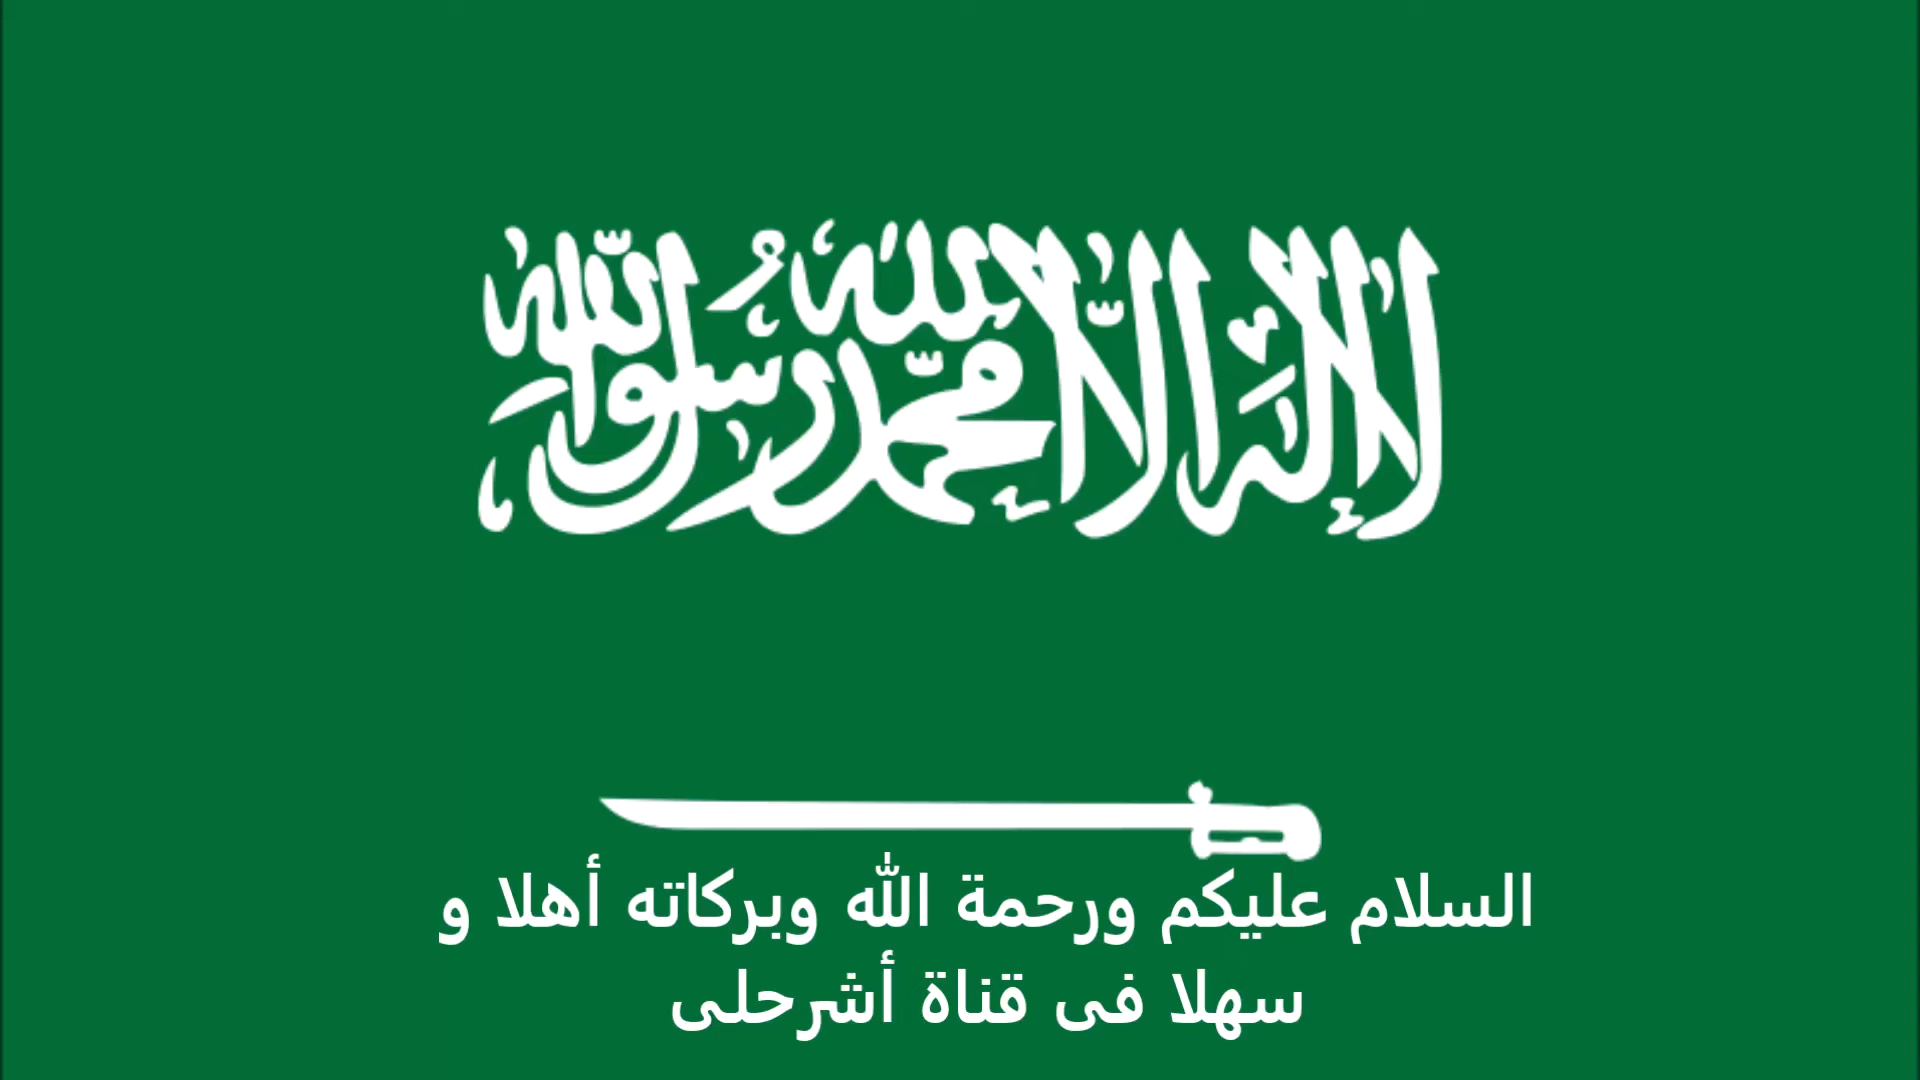 لا إله إلا الله محمد رسول الله
السلام عليكم ورحمة الله وبركاته أهلا و
سهلا فى قناة أشرحلى